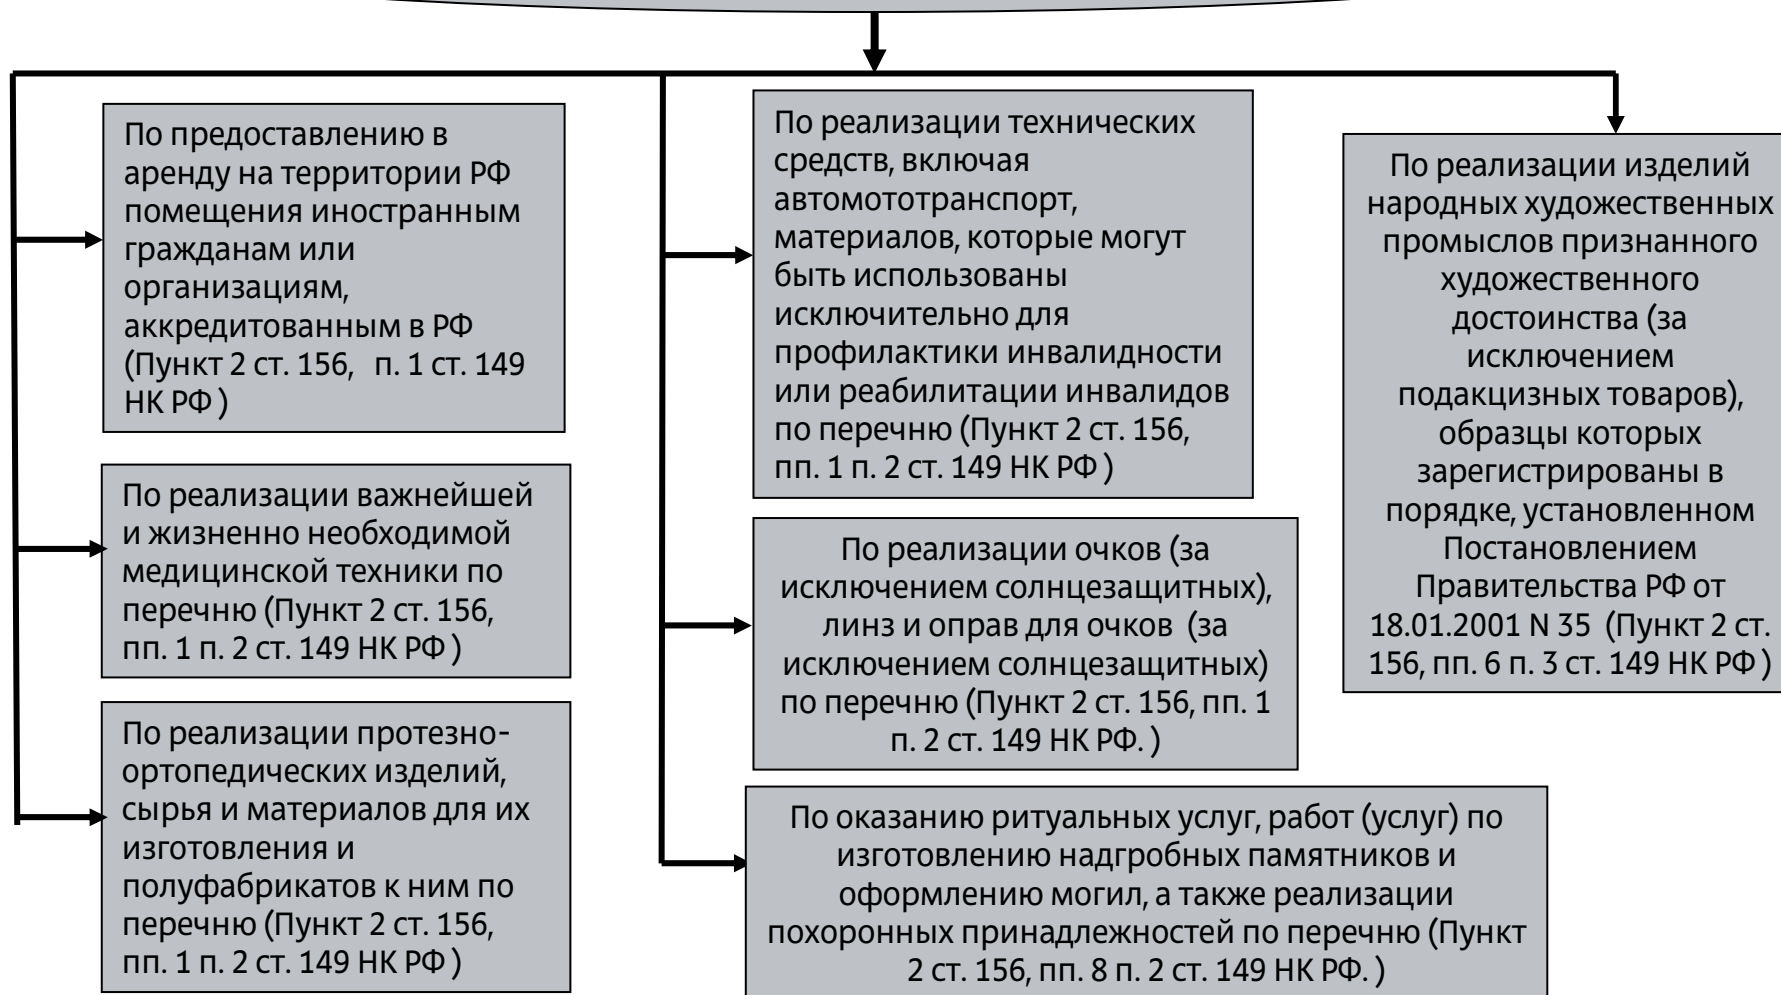 По предоставлению в
аренду на территории РФ
помещения иностранным
гражданам или
организациям,
аккредитованным в РФ
(Пункт 2 ст. 156, п. 1 ст. 149
НК РФ )
По реализации важнейшей
и жизненно необходимой
медицинской техники по
перечню (Пункт 2 ст. 156,
пп. 1 п. 2 ст. 149 НК РФ )
По реализации протезно-
ортопедических изделий,
сырья и материалов для их
изготовления и
полуфабрикатов к ним по
перечню (Пункт 2 ст. 156,
пп. 1 п. 2 ст. 149 НК РФ )
По реализации технических
средств, включая
автомототранспорт,
материалов, которые могут
быть использованы
исключительно для
профилактики инвалидности
или реабилитации инвалидов
по перечню (Пункт 2 ст. 156,
пп. 1 п. 2 ст. 149 НК РФ )
По реализации очков (за
исключением солнцезащитных),
линз и оправ для очков (за
исключением солнцезащитных)
по перечню (Пункт 2 ст. 156, пп. 1
п. 2 ст. 149 НК РФ. )
По оказанию ритуальных услуг, работ (услуг) по
изготовлению надгробных памятников и
оформлению могил, а также реализации
похоронных принадлежностей по перечню (Пункт
2 ст. 156, пп. 8 п. 2 ст. 149 НК РФ. )
По реализации изделий
народных художественных
промыслов признанного
художественного
достоинства (за
исключением
подакцизных товаров),
образцы которых
зарегистрированы в
порядке, установленном
Постановлением
Правительства РФ от
18.01.2001 N 35 (Пункт 2 ст.
156, пп. 6 п. 3 ст. 149 НК РФ )